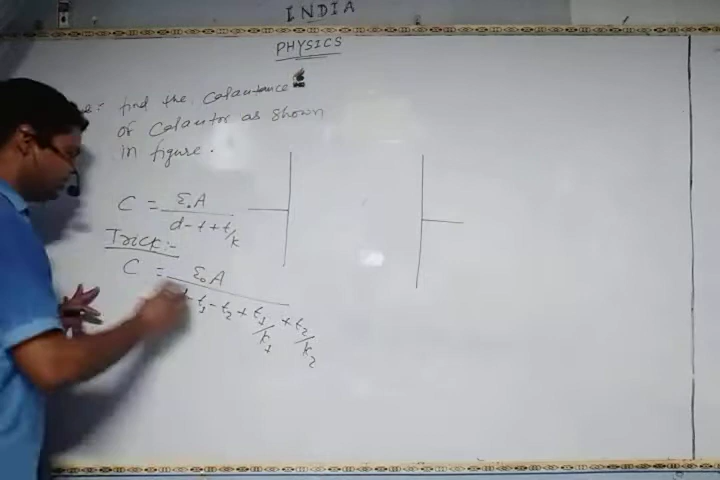 INDIA
PHYSICS
find the Capacitance
of Capacitor as shown
in figure.
C = ε₀A / d - t + t/k
Trick:-
C = ε₀A / d - t₁ - t₂ + t₁/k₁ + t₂/k₂